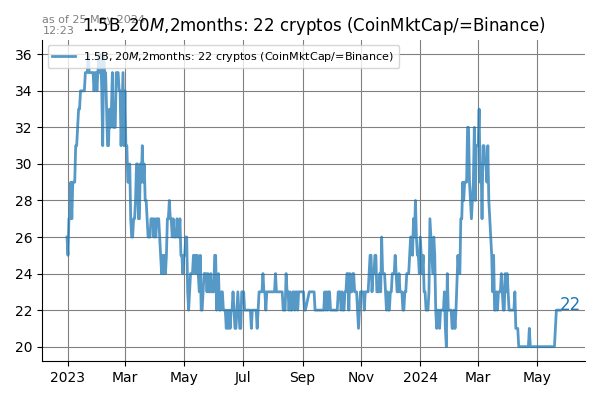 as of 25 May 2024
12:23
1.5B, 20M, 2months: 22 cryptos (CoinMktCap/=Binance)
1.5B, 20M, 2months: 22 cryptos (CoinMktCap/=Binance)
36
34
32
30
28
26
24
22
20
22
2023
Mar
May
Jul
Sep
Nov
2024
Mar
May